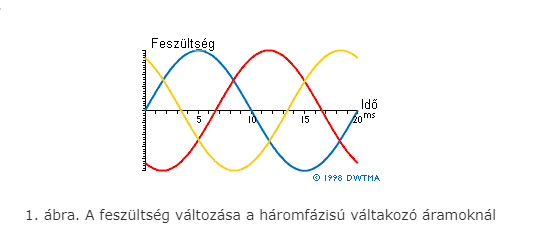 Feszültség
Idő
5
10
15
20
ms
© 1998 DWTMA
1. ábra. A feszültség változása a háromfázisú váltakozó áramoknál